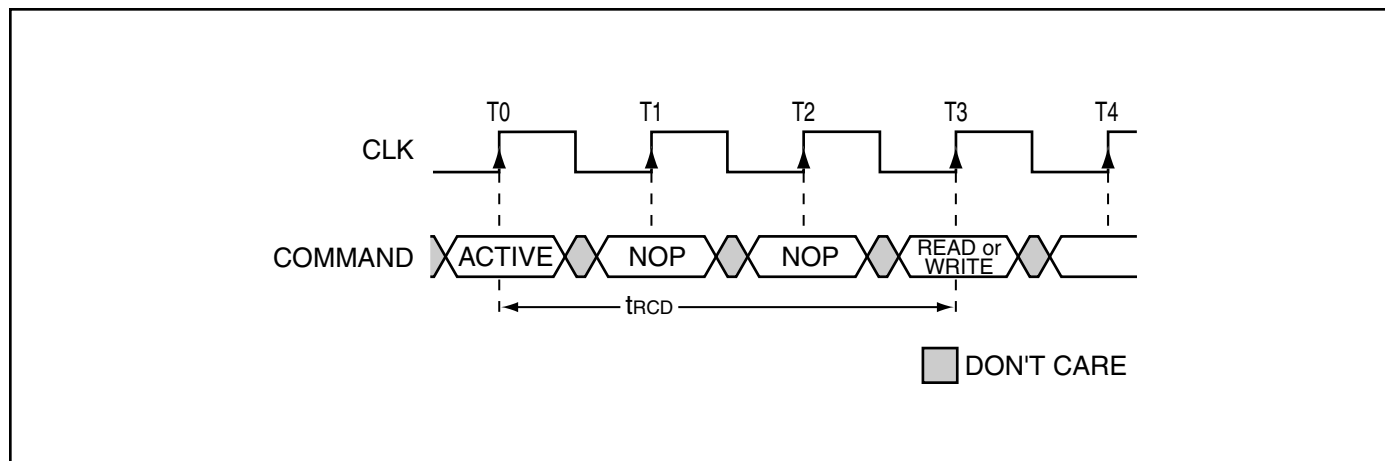 T0 T1 T2 T3 T4
CLK
COMMAND ACTIVE NOP NOP READ or
WRITE
tRCD
DON'T CARE